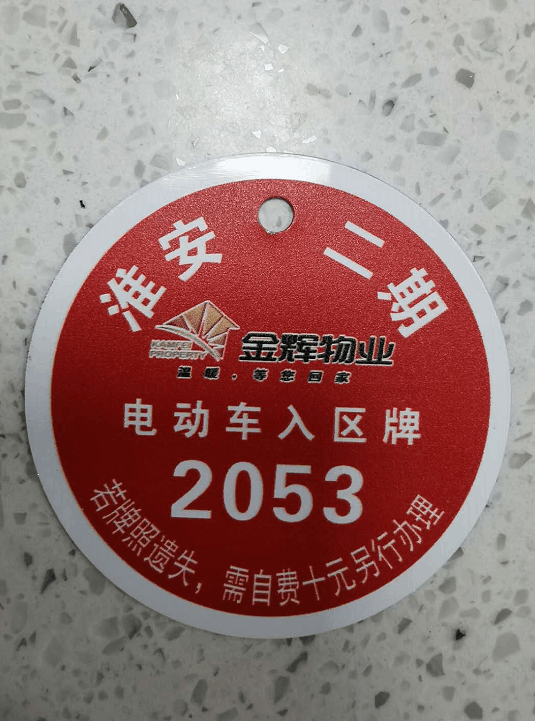 淮安 二期
KAMFEI
PROPERTY
金辉物业
温暖·等您回家
电动车入区牌
2053
若牌照遗失，需自费十元另行办理